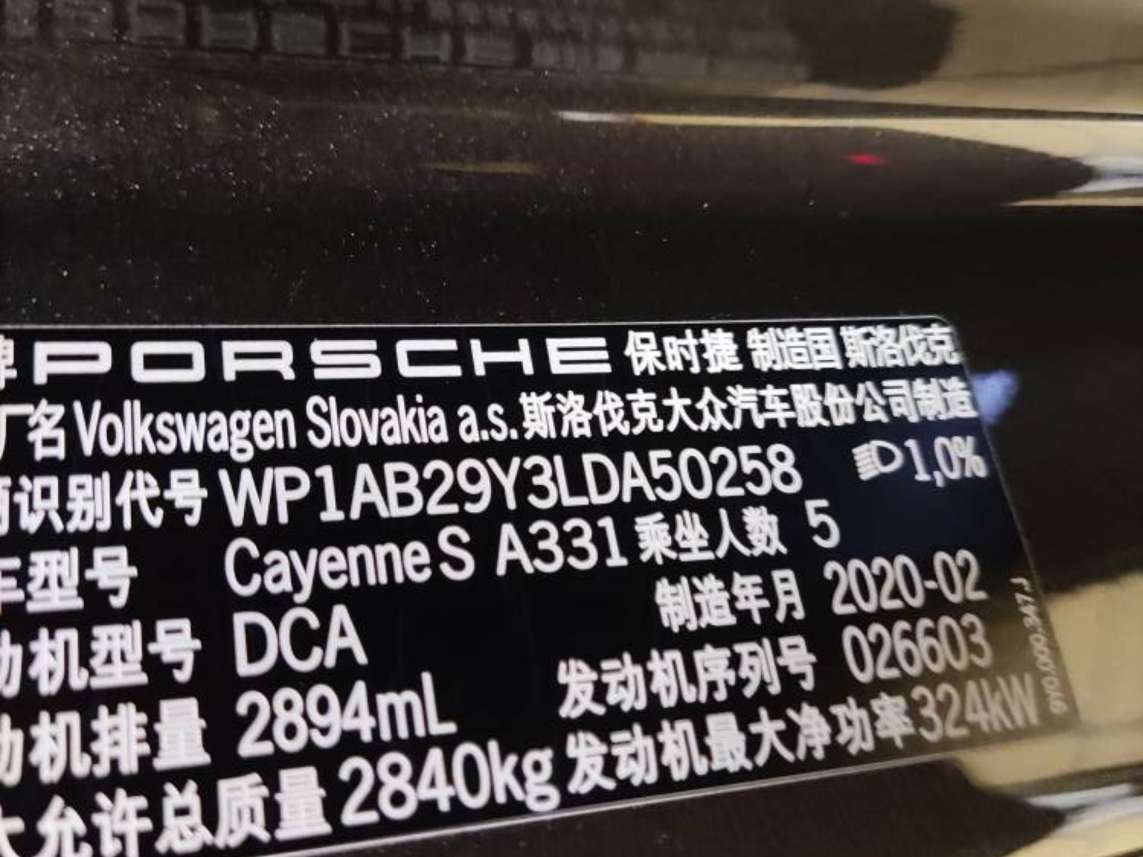 牌 PORSCHE 保时捷 制造国 斯洛伐克
厂名 Volkswagen Slovakia a.s. 斯洛伐克大众汽车股份公司制造
识别代号 WP1AB29Y3LDA50258 1,0%
车型号 Cayenne S A331 乘坐人数 5
动机型号 DCA 制造年月 2020-02
动机排量 2894mL 发动机序列号 026603
大允许总质量 2840kg 发动机最大净功率 324kW
9Y0.000.347.J